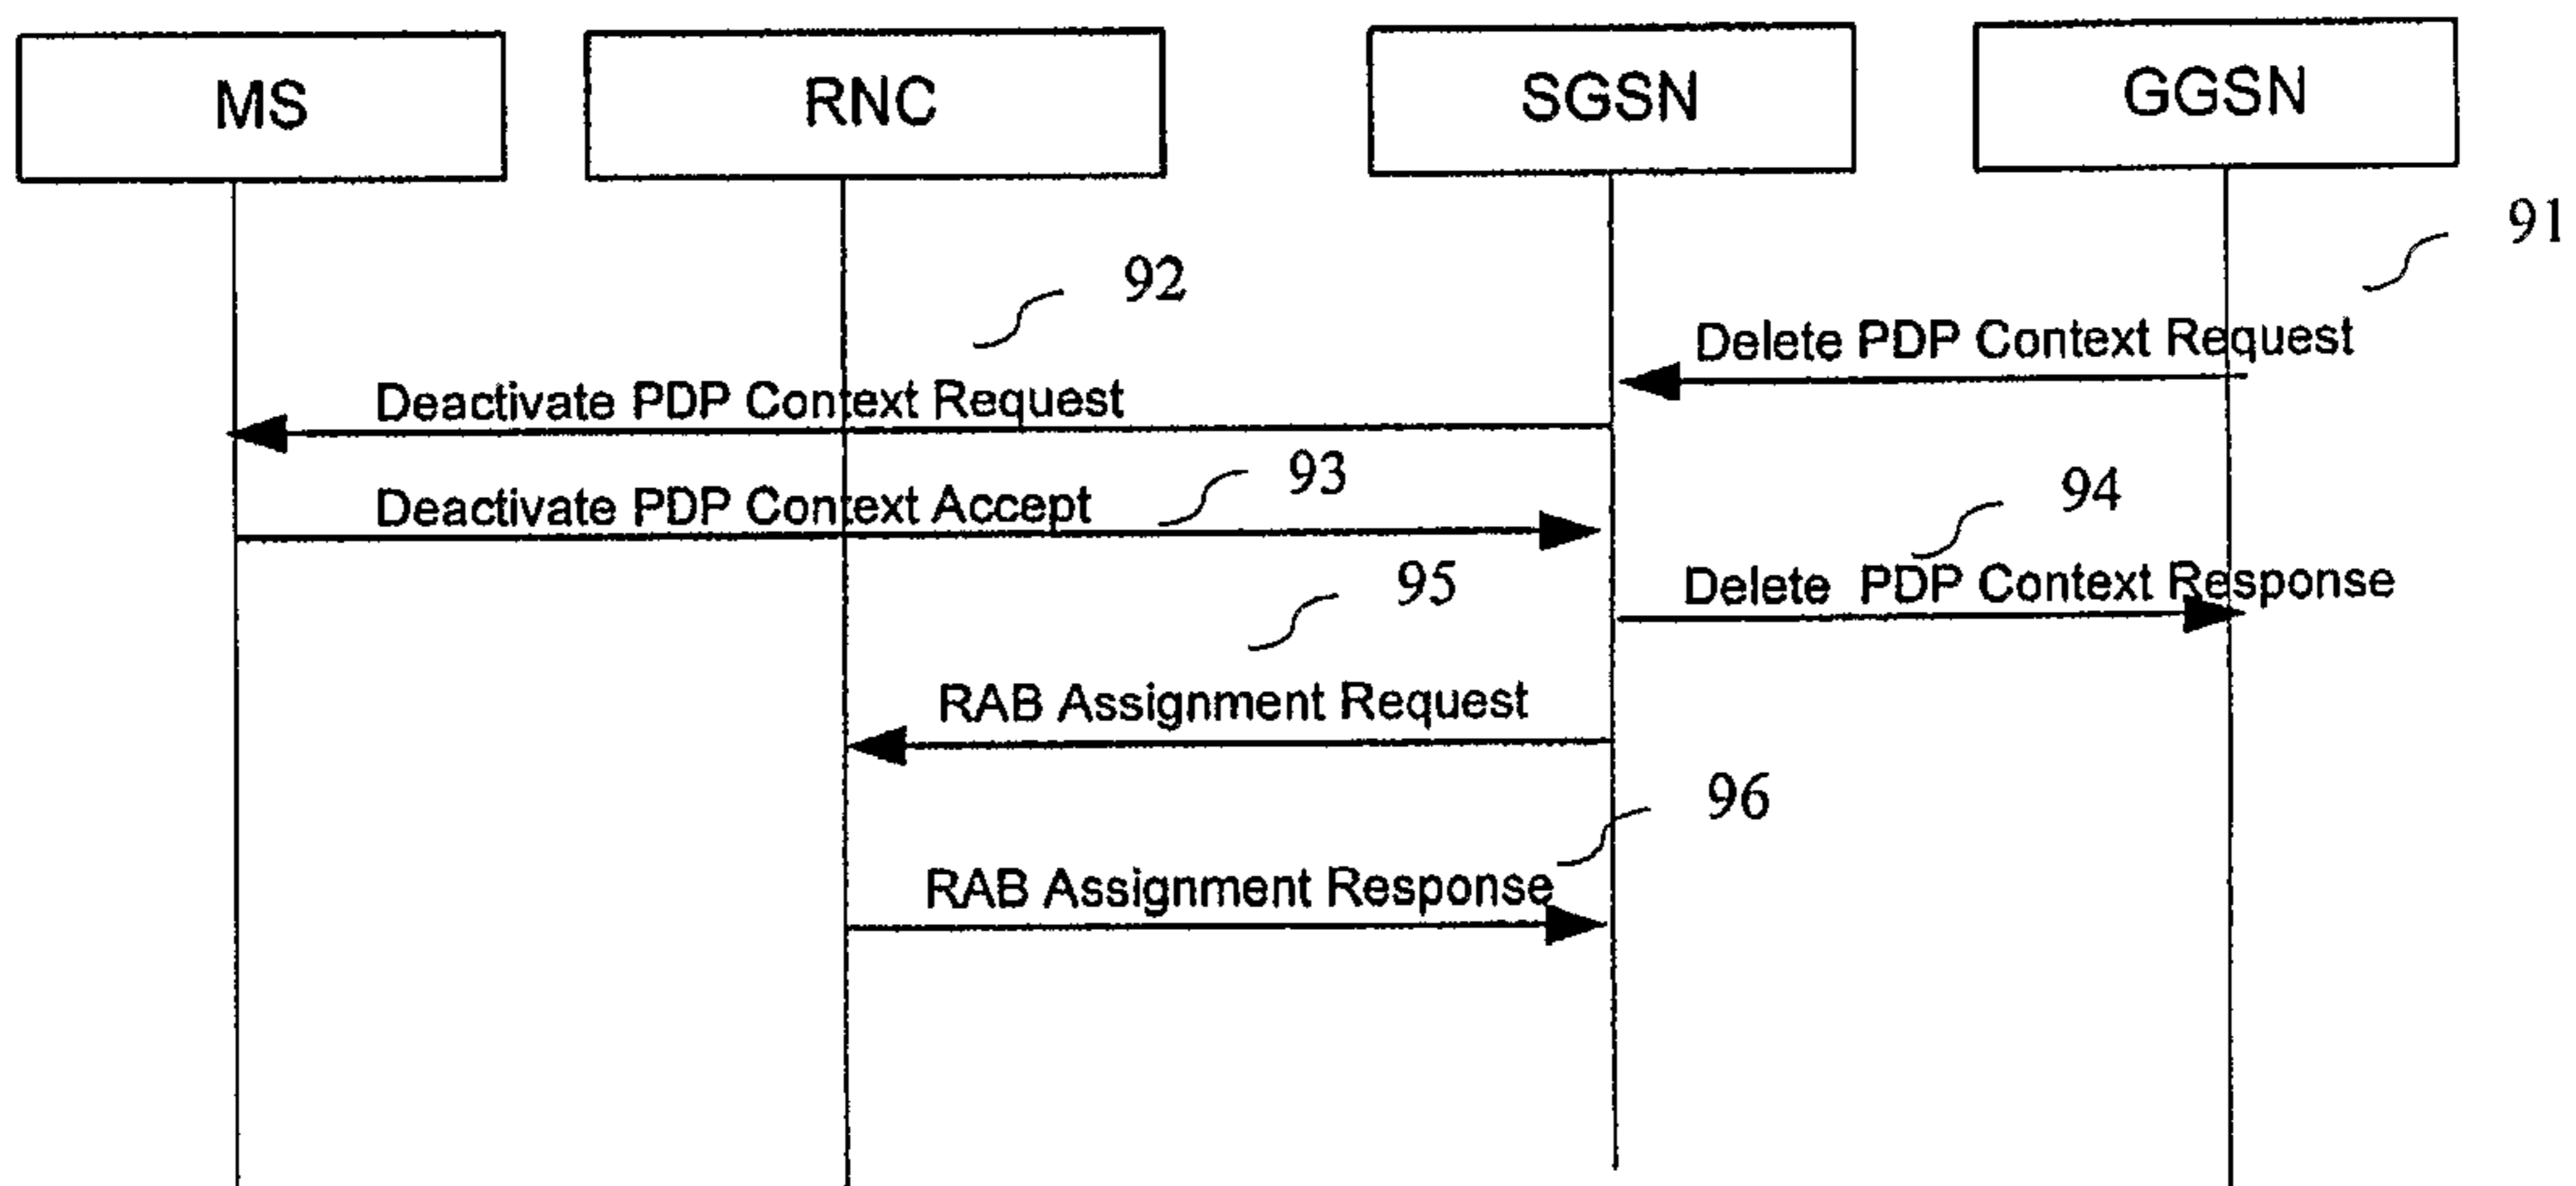 MS
RNC
SGSN
GGSN
91
92
Delete PDP Context Request
Deactivate PDP Context Request
93
94
Deactivate PDP Context Accept
95
Delete PDP Context Response
RAB Assignment Request
96
RAB Assignment Response